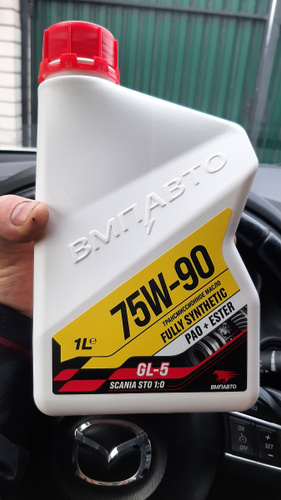 ВМПАВТО
75W-90
ТРАНСМИССИОННОЕ МАСЛО
FULLY SYNTHETIC
PAO + ESTER
1L℮
GL-5
SCANIA STO 1:0
ВМПАВТО